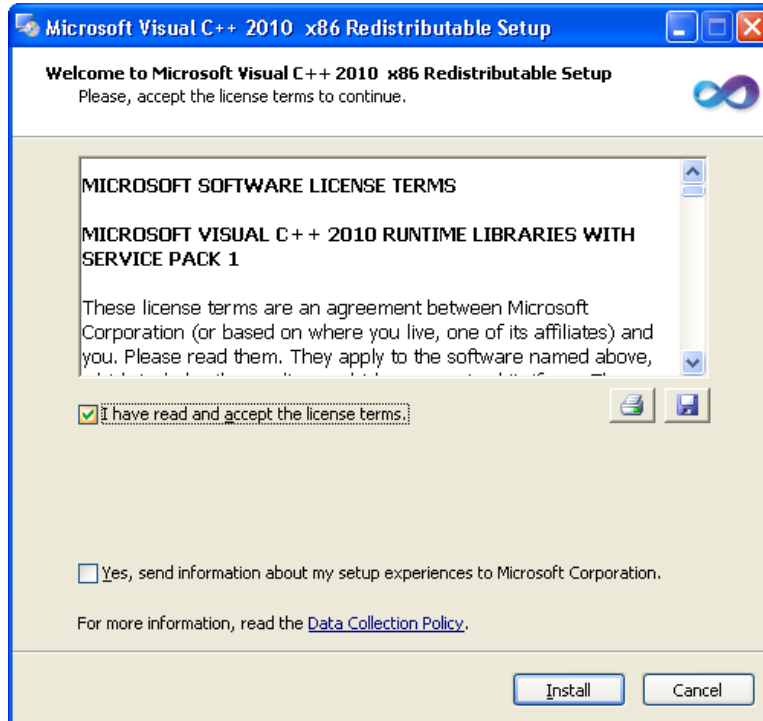 Microsoft Visual C++ 2010  x86 Redistributable Setup
Welcome to Microsoft Visual C++ 2010  x86 Redistributable Setup
Please, accept the license terms to continue.
MICROSOFT SOFTWARE LICENSE TERMS
MICROSOFT VISUAL C++ 2010 RUNTIME LIBRARIES WITH
SERVICE PACK 1
These license terms are an agreement between Microsoft
Corporation (or based on where you live, one of its affiliates) and
you. Please read them. They apply to the software named above,
I have read and accept the license terms.
Yes, send information about my setup experiences to Microsoft Corporation.
For more information, read the Data Collection Policy.
Install
Cancel